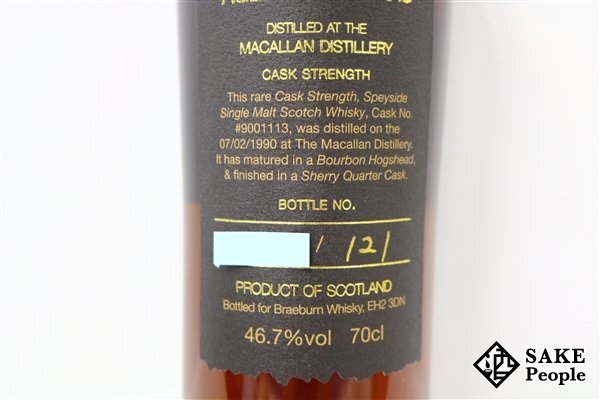 DISTILLED AT THE
MACALLAN DISTILLERY
CASK STRENGTH
This rare Cask Strength, Speyside
Single Malt Scotch Whisky, Cask No.
#9001113, was distilled on the
07/02/1990 at The Macallan Distillery.
It has matured in a Bourbon Hogshead,
& finished in a Sherry Quarter Cask.
BOTTLE NO.
/ 121
PRODUCT OF SCOTLAND
Bottled for Braeburn Whisky, EH2 3DN
46.7%vol 70cl
SAKE
People